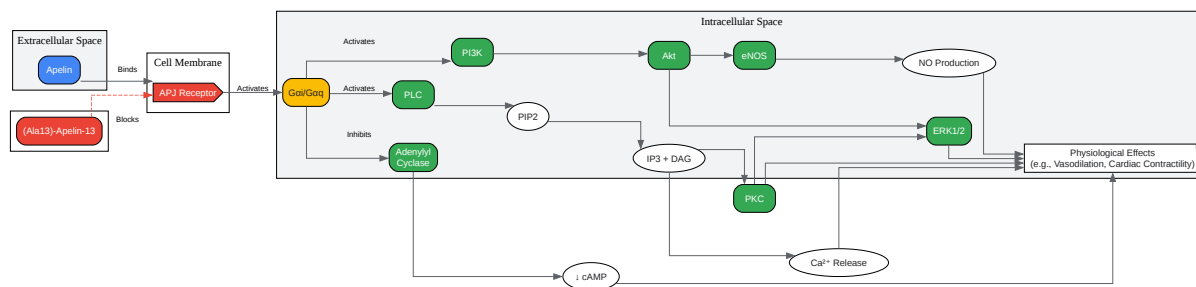 Intracellular Space
Extracellular Space
Apelin
Binds
(Ala13)-Apelin-13
Blocks
Cell Membrane
APJ Receptor
Activates
Gαi/Gαq
Activates
PI3K
Akt
eNOS
NO Production
Activates
PLC
PIP2
IP3 + DAG
ERK1/2
Inhibits
Adenylyl
Cyclase
PKC
Physiological Effects
(e.g., Vasodilation, Cardiac Contractility)
Ca²⁺ Release
↓ cAMP